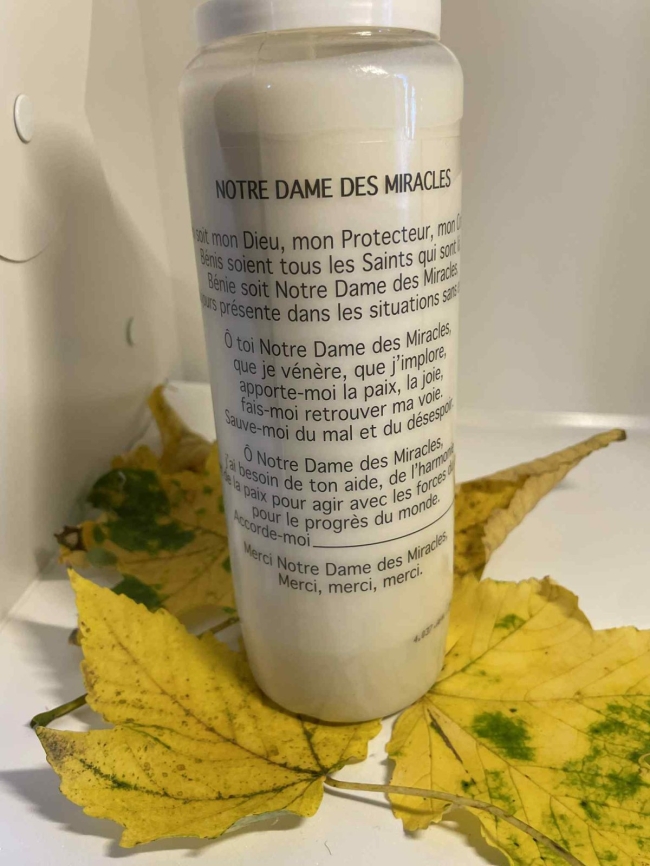 NOTRE DAME DES MIRACLES
soit mon Dieu, mon Protecteur, mon
Bénis soient tous les Saints qui sont
Bénie soit Notre Dame des Miracles,
présente dans les situations sans
Ô toi Notre Dame des Miracles,
que je vénère, que j'implore,
apporte-moi la paix, la joie,
fais-moi retrouver ma voie.
Sauve-moi du mal et du désespoir.
Ô Notre Dame des Miracles,
J'ai besoin de ton aide, de l'harmonie
de la paix pour agir avec les forces
pour le progrès du monde.
Accorde-moi
Merci Notre Dame des Miracles,
Merci, merci, merci.